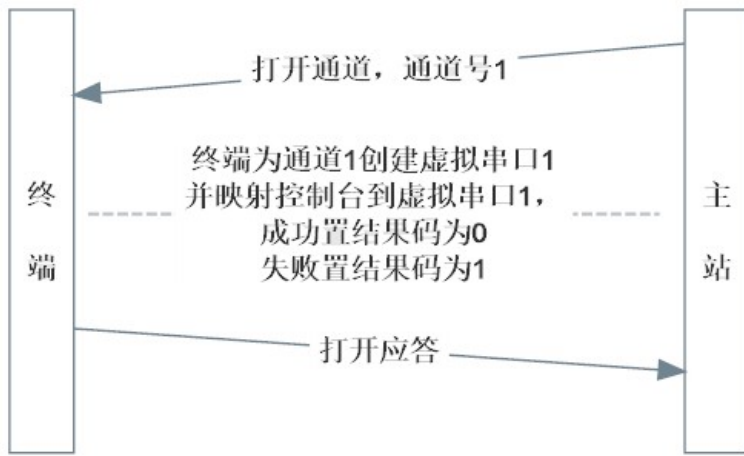 打开通道，通道号1
终端为通道1创建虚拟串口1
并映射控制台到虚拟串口1，
成功置结果码为0
失败置结果码为1
终
端
主
站
打开应答